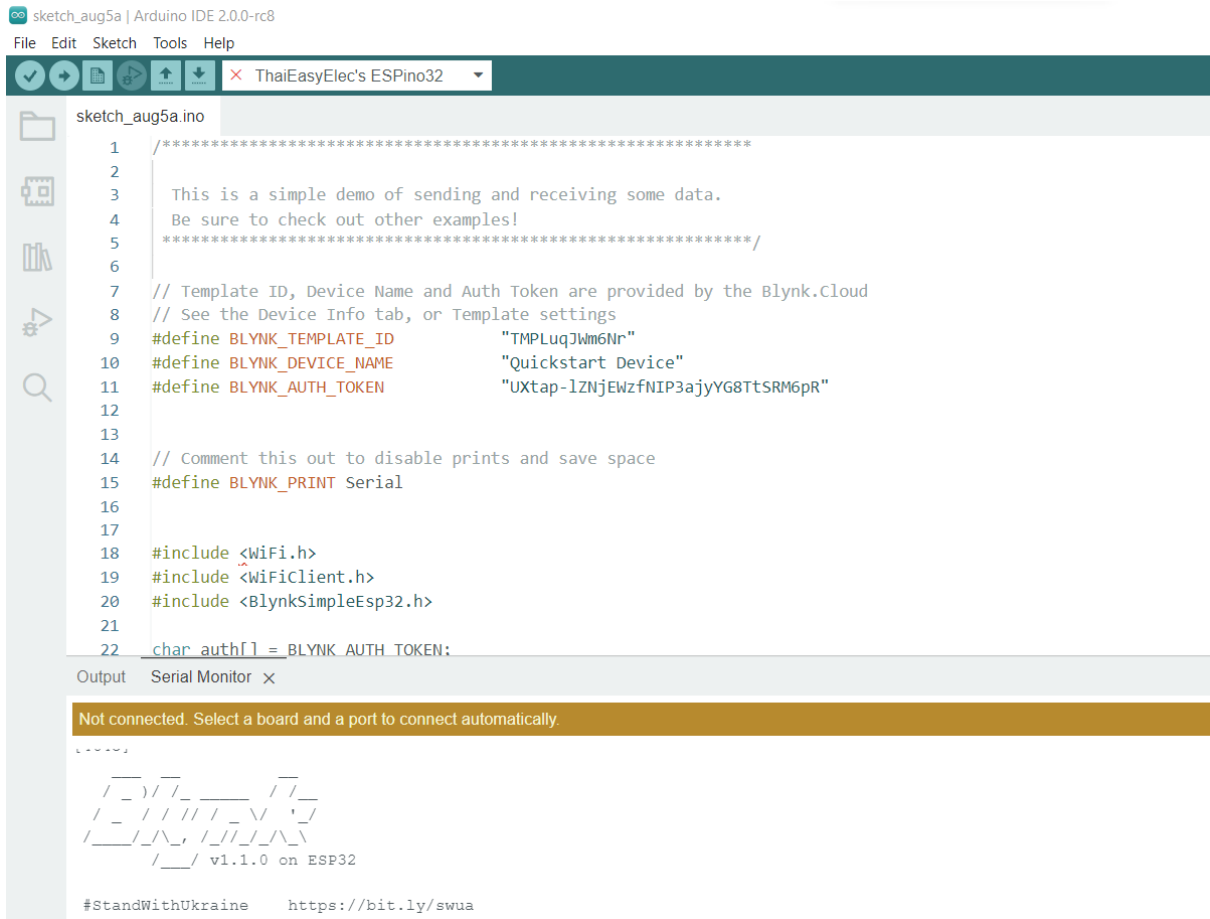 sketch_aug5a | Arduino IDE 2.0.0-rc8
File Edit Sketch Tools Help
ThaiEasyElec's ESPino32
sketch_aug5a.ino
1 /*************************************************************
2
3 This is a simple demo of sending and receiving some data.
4 Be sure to check out other examples!
5 *************************************************************/
6
7 // Template ID, Device Name and Auth Token are provided by the Blynk.Cloud
8 // See the Device Info tab, or Template settings
9 #define BLYNK_TEMPLATE_ID "TMPLuqJWm6Nr"
10 #define BLYNK_DEVICE_NAME "Quickstart Device"
11 #define BLYNK_AUTH_TOKEN "UXtap-lZNjEWzfNIP3ajyYG8TtSRM6pR"
12
13
14 // Comment this out to disable prints and save space
15 #define BLYNK_PRINT Serial
16
17
18 #include <WiFi.h>
19 #include <WiFiClient.h>
20 #include <BlynkSimpleEsp32.h>
21
22 char auth[] = BLYNK_AUTH_TOKEN;
Output Serial Monitor
Not connected. Select a board and a port to connect automatically.
    ___  __          __
   / _ )/ /_ _____  / /__
  / _  / / // / _ \/  '_/
 /____/_/\_, /_//_/_/\_\
        /___/ v1.1.0 on ESP32
#StandWithUkraine https://bit.ly/swua